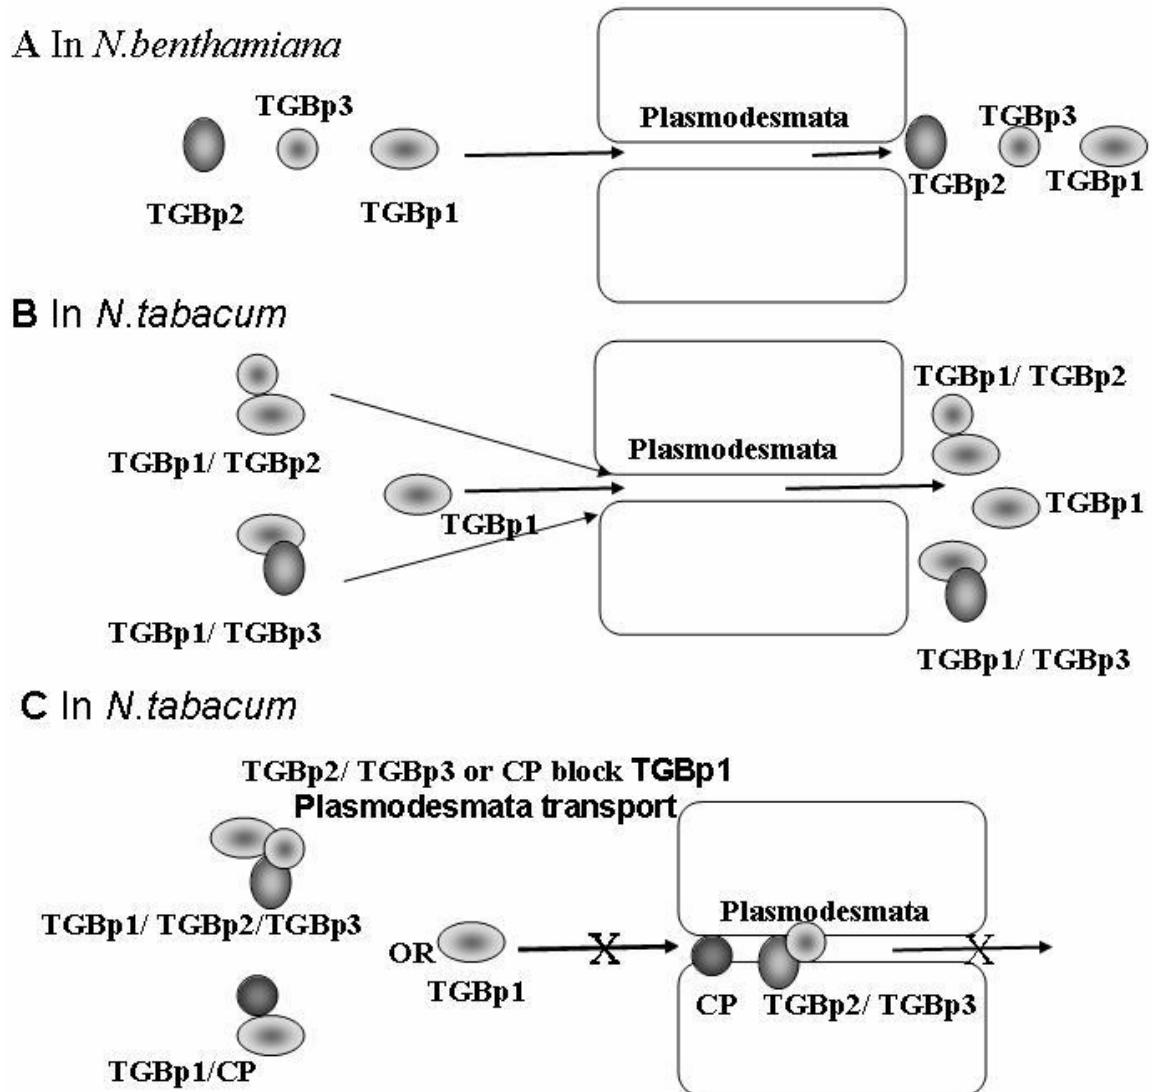 A In N.benthamiana
TGBp3
TGBp2
TGBp1
Plasmodesmata
TGBp3
TGBp2
TGBp1
B In N.tabacum
TGBp1/ TGBp2
TGBp1
TGBp1/ TGBp3
Plasmodesmata
TGBp1/ TGBp2
TGBp1
TGBp1/ TGBp3
C In N.tabacum
TGBp2/ TGBp3 or CP block TGBp1
Plasmodesmata transport
TGBp1/ TGBp2/TGBp3
OR
TGBp1
X
TGBp1/CP
Plasmodesmata
CP
TGBp2/ TGBp3
X